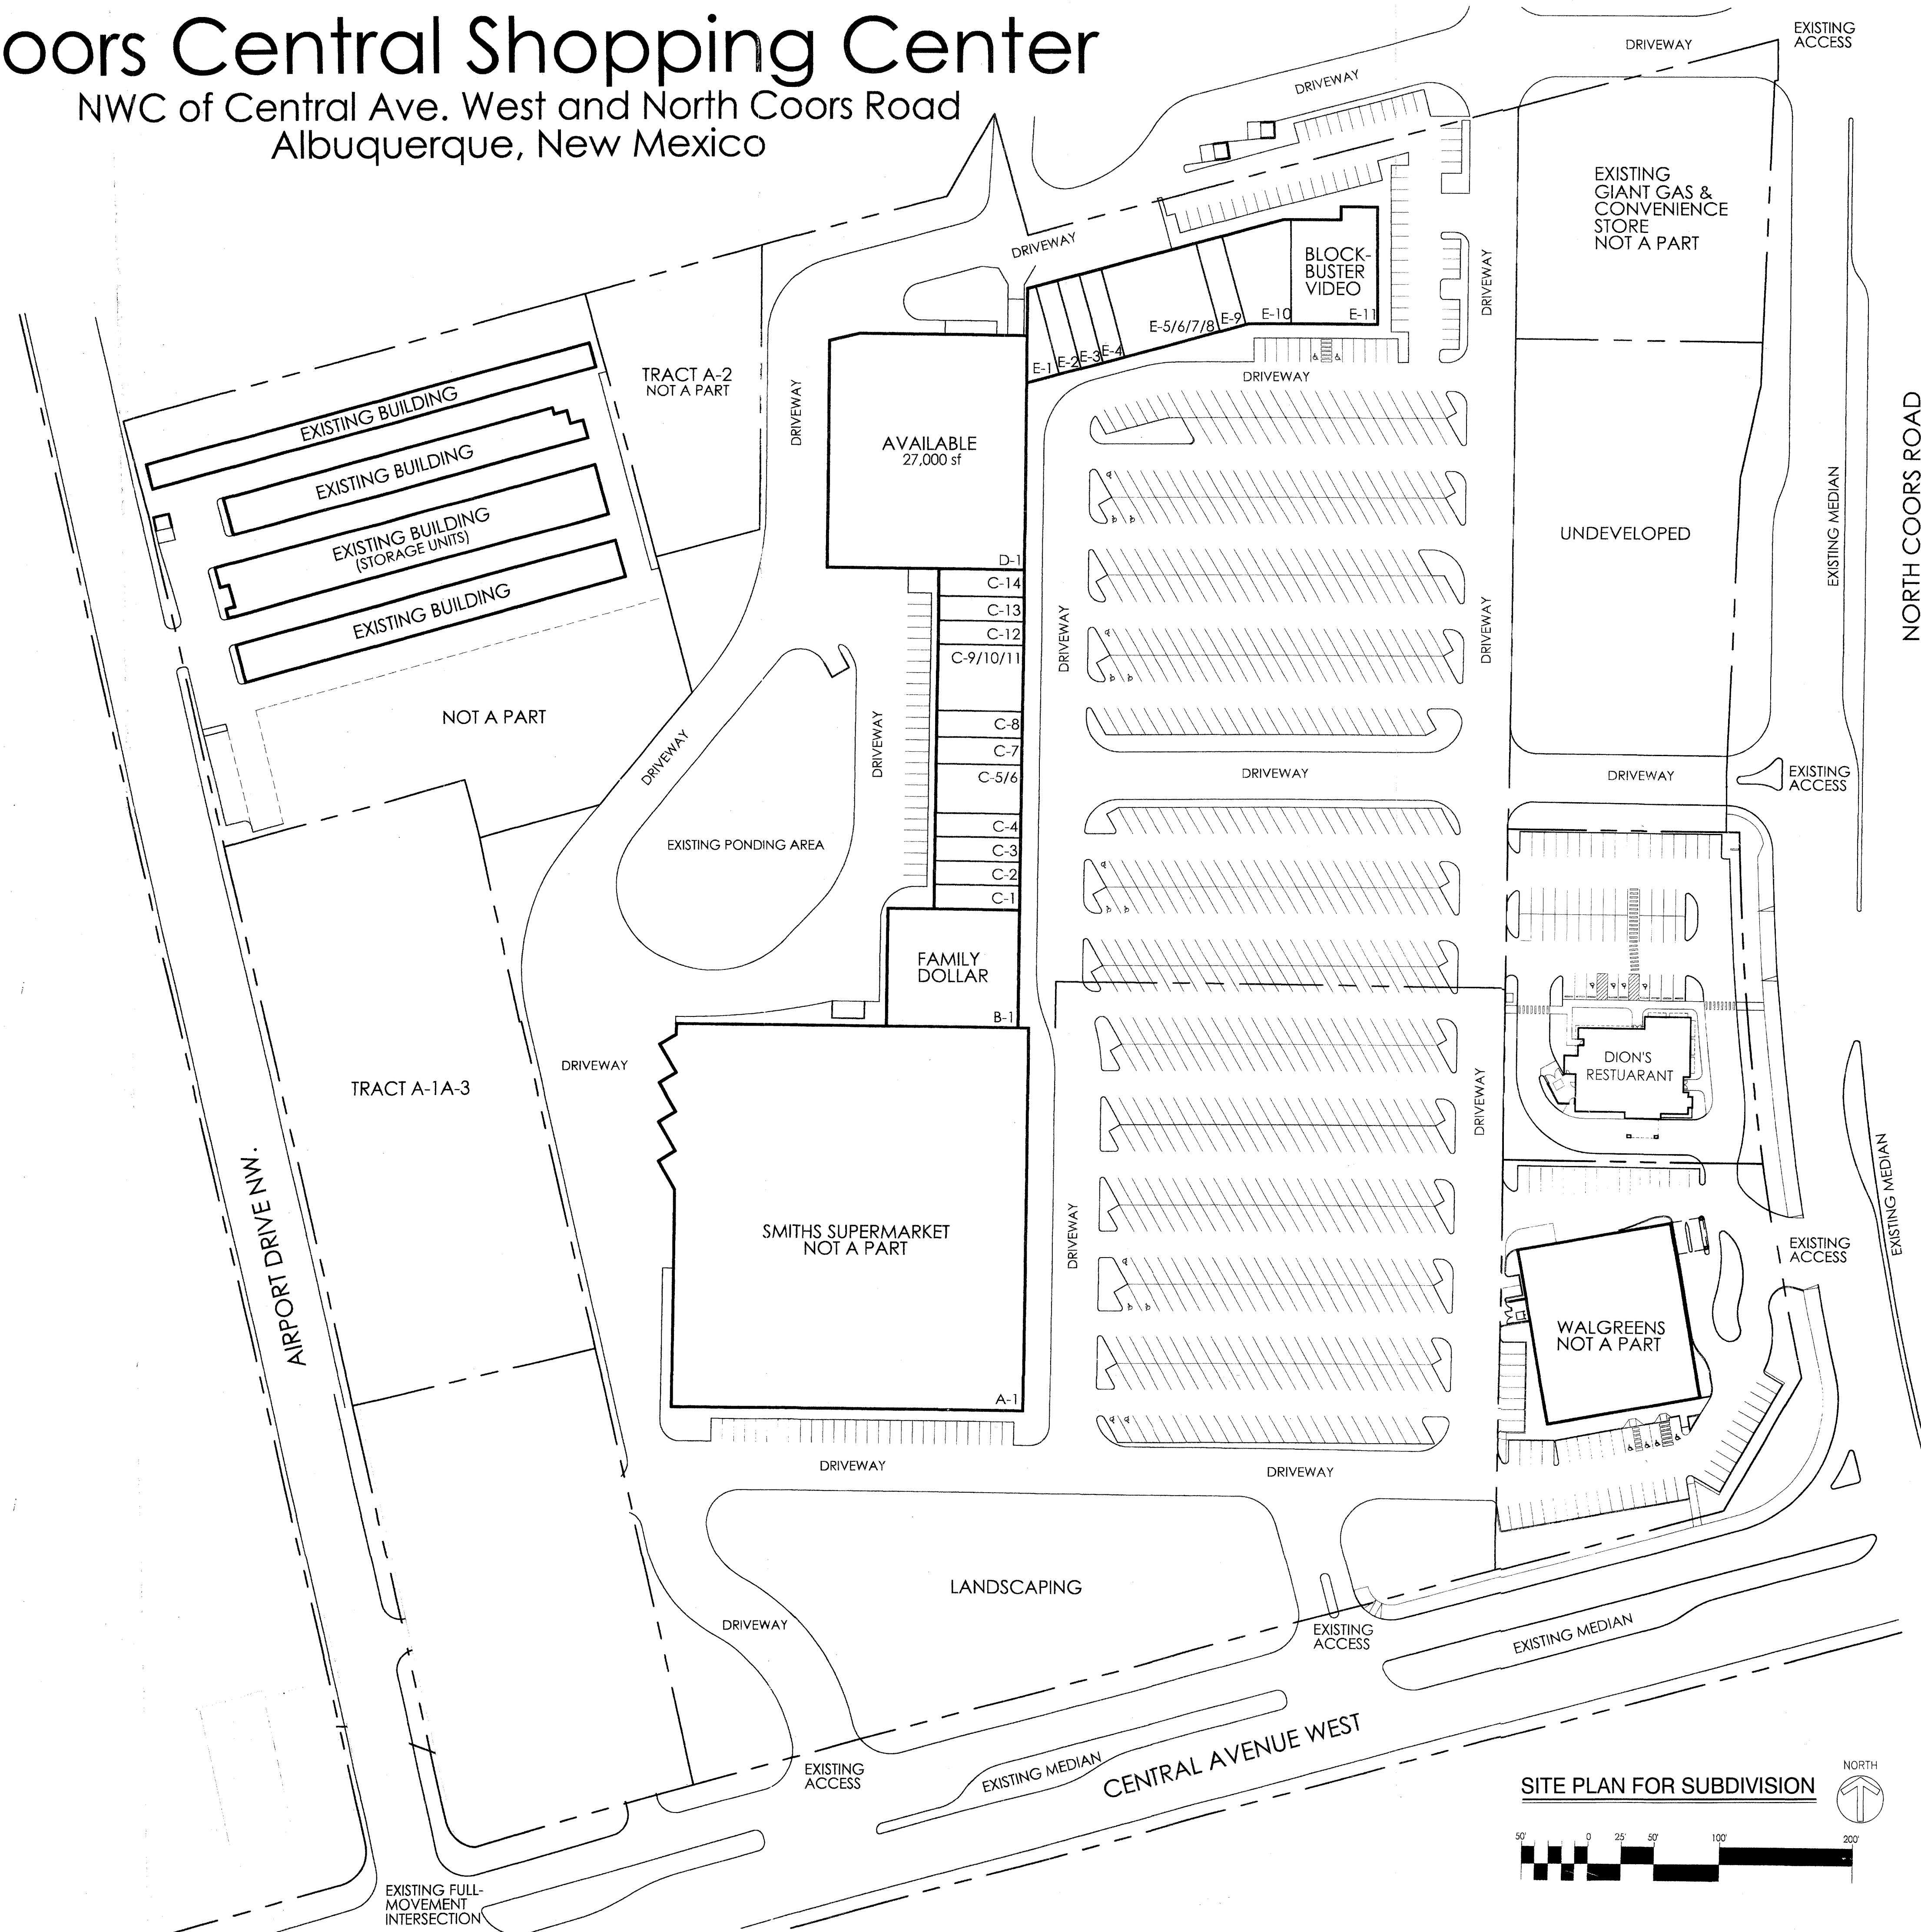 oors Central Shopping Center
NWC of Central Ave. West and North Coors Road
Albuquerque, New Mexico
EXISTING
ACCESS
DRIVEWAY
DRIVEWAY
EXISTING
GIANT GAS &
CONVENIENCE
STORE
NOT A PART
DRIVEWAY
BLOCK-
BUSTER
VIDEO
E-1
E-2
E-3
E-4
E-5/6/7/8
E-9
E-10
E-11
DRIVEWAY
DRIVEWAY
TRACT A-2
NOT A PART
DRIVEWAY
EXISTING BUILDING
EXISTING BUILDING
EXISTING BUILDING
(STORAGE UNITS)
EXISTING BUILDING
AVAILABLE
27,000 sf
D-1
NORTH COORS ROAD
EXISTING MEDIAN
UNDEVELOPED
C-14
C-13
C-12
C-9/10/11
C-8
C-7
C-5/6
C-4
C-3
C-2
C-1
DRIVEWAY
DRIVEWAY
NOT A PART
DRIVEWAY
DRIVEWAY
DRIVEWAY
DRIVEWAY
EXISTING
ACCESS
EXISTING PONDING AREA
FAMILY
DOLLAR
B-1
DRIVEWAY
TRACT A-1A-3
DION'S
RESTUARANT
DRIVEWAY
EXISTING MEDIAN
AIRPORT DRIVE NW.
SMITHS SUPERMARKET
NOT A PART
A-1
DRIVEWAY
EXISTING
ACCESS
WALGREENS
NOT A PART
DRIVEWAY
DRIVEWAY
LANDSCAPING
DRIVEWAY
EXISTING
ACCESS
EXISTING MEDIAN
EXISTING
ACCESS
EXISTING MEDIAN
CENTRAL AVENUE WEST
EXISTING FULL-
MOVEMENT
INTERSECTION
SITE PLAN FOR SUBDIVISION
NORTH
50' 0 25' 50' 100' 200'